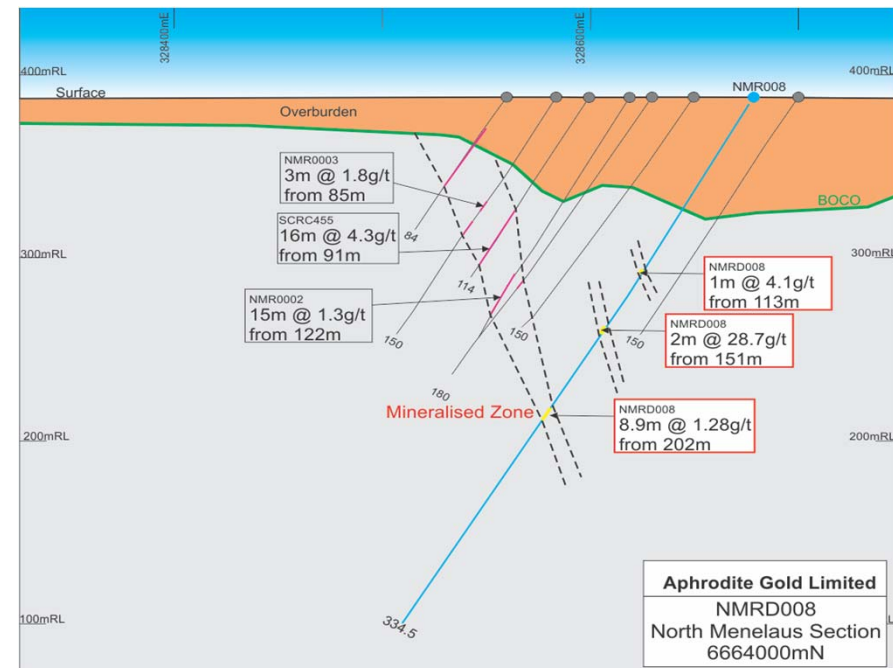 328400mE
328600mE
400mRL
400mRL
NMR008
Surface
Overburden
NMR0003
3m @ 1.8g/t
from 85m
BOCO
SCRC455
16m @ 4.3g/t
from 91m
84
300mRL
300mRL
NMRD008
1m @ 4.1g/t
from 113m
114
NMR0002
15m @ 1.3g/t
from 122m
150
150
150
NMRD008
2m @ 28.7g/t
from 151m
180
Mineralised Zone
NMRD008
8.9m @ 1.28g/t
from 202m
200mRL
200mRL
Aphrodite Gold Limited
NMRD008
North Menelaus Section
6664000mN
100mRL
334.5